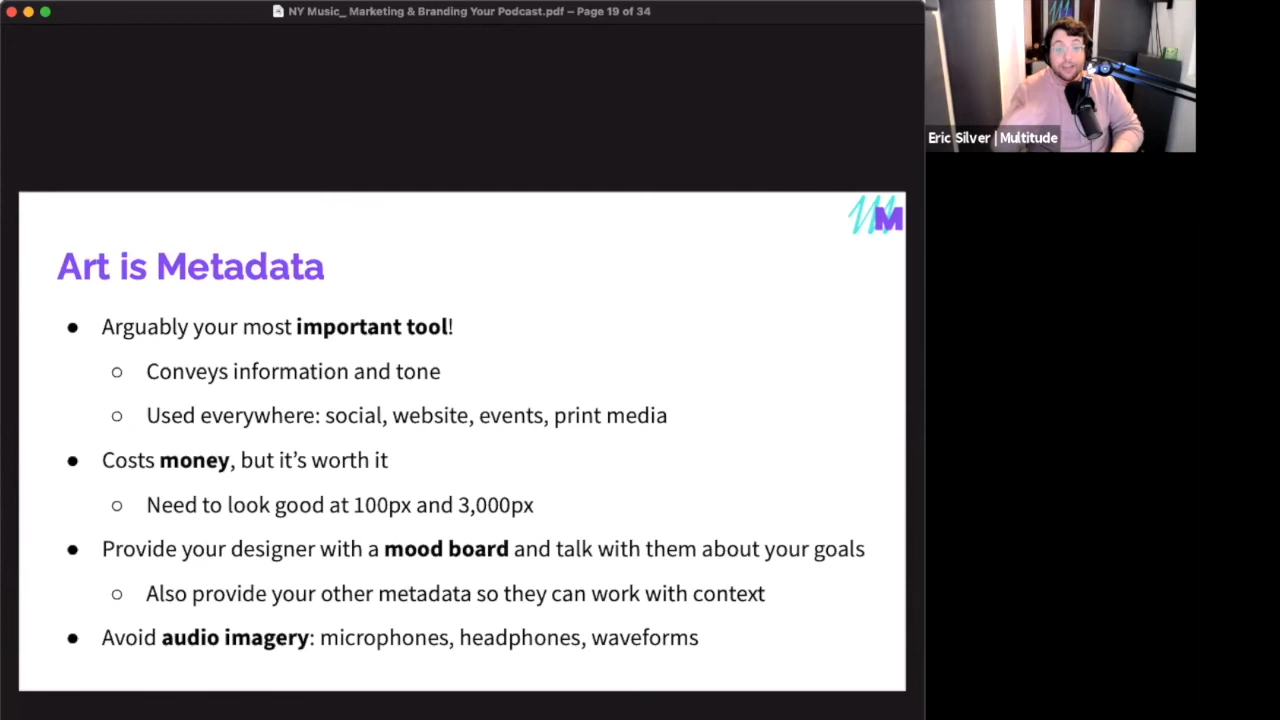 NY Music_ Marketing & Branding Your Podcast.pdf – Page 19 of 34
Eric Silver | Multitude
M
Art is Metadata
● Arguably your most important tool!
○ Conveys information and tone
○ Used everywhere: social, website, events, print media
● Costs money, but it’s worth it
○ Need to look good at 100px and 3,000px
● Provide your designer with a mood board and talk with them about your goals
○ Also provide your other metadata so they can work with context
● Avoid audio imagery: microphones, headphones, waveforms